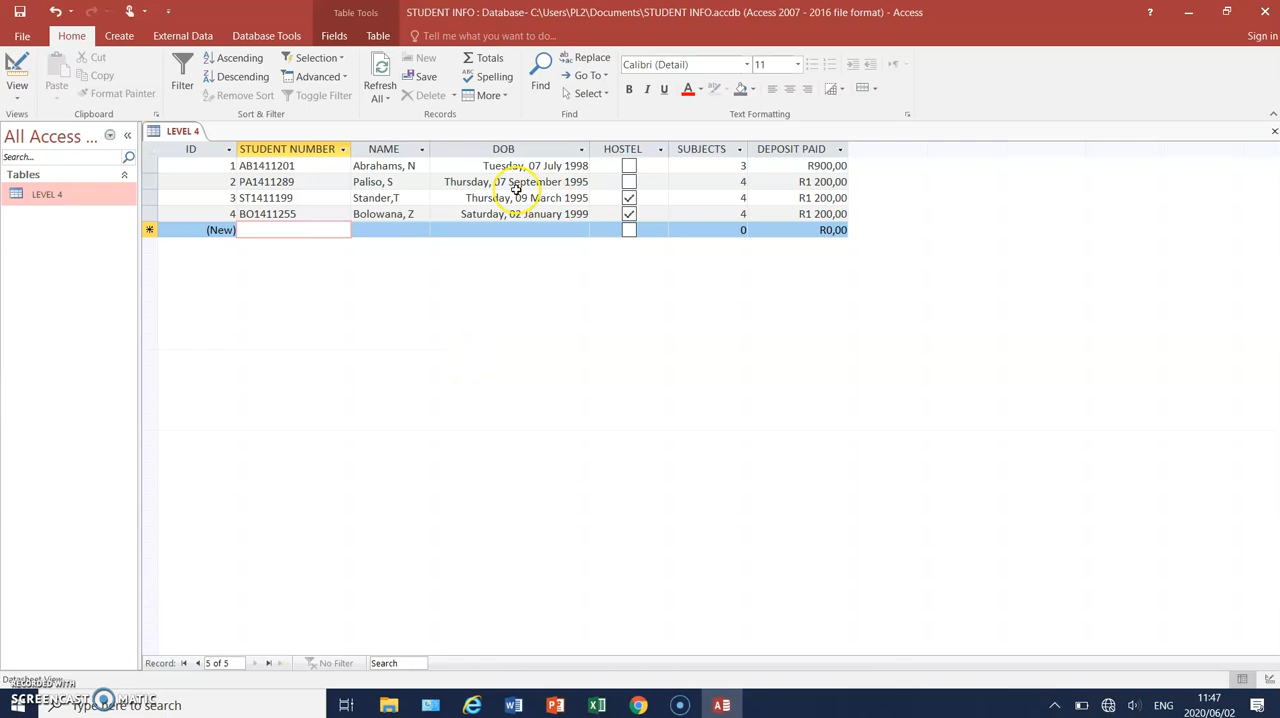 Table Tools
STUDENT INFO : Database- C:\Users\PL2\Documents\STUDENT INFO.accdb (Access 2007 - 2016 file format) - Access
?
File Home Create External Data Database Tools Fields Table Tell me what you want to do...
Sign in
View
Views
Paste
Cut
Copy
Format Painter
Clipboard
Filter
Ascending
Descending
Remove Sort
Selection
Advanced
Toggle Filter
Sort & Filter
Refresh
All
New
Save
Delete
Totals
Spelling
More
Records
Find
Replace
Go To
Select
Find
Calibri (Detail) 11
B I U A
Text Formatting
All Access ...
Search...
Tables
LEVEL 4
LEVEL 4
ID STUDENT NUMBER NAME DOB HOSTEL SUBJECTS DEPOSIT PAID
1 AB1411201 Abrahams, N Tuesday, 07 July 1998 3 R900,00
2 PA1411289 Paliso, S Thursday, 07 September 1995 4 R1 200,00
3 ST1411199 Stander,T Thursday, 09 March 1995 4 R1 200,00
4 BO1411255 Bolowana, Z Saturday, 02 January 1999 4 R1 200,00
(New) 0 R0,00
Record: 5 of 5 No Filter Search
Datasheet View
RECORDED WITH
SCREENCAST MATIC
Type here to search
ENG
11:47
2020/06/02